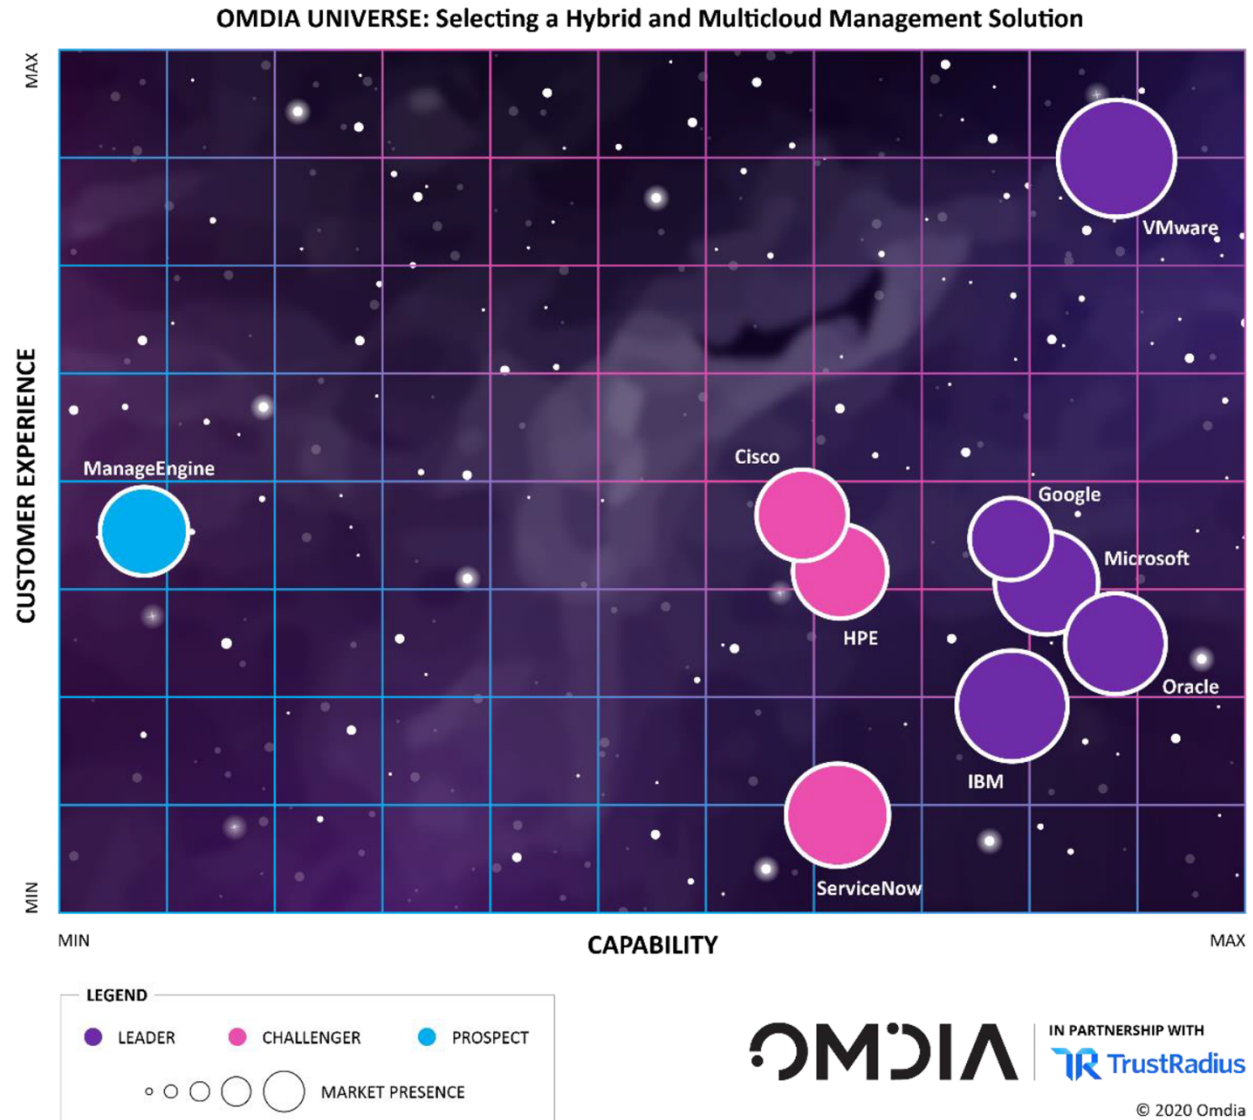 OMDIA UNIVERSE: Selecting a Hybrid and Multicloud Management Solution
MAX
VMware
CUSTOMER EXPERIENCE
Cisco
ManageEngine
Google
Microsoft
HPE
Oracle
IBM
ServiceNow
MIN
MIN
CAPABILITY
MAX
LEGEND
LEADER
CHALLENGER
PROSPECT
MARKET PRESENCE
OMDIA
IN PARTNERSHIP WITH
TR TrustRadius
© 2020 Omdia